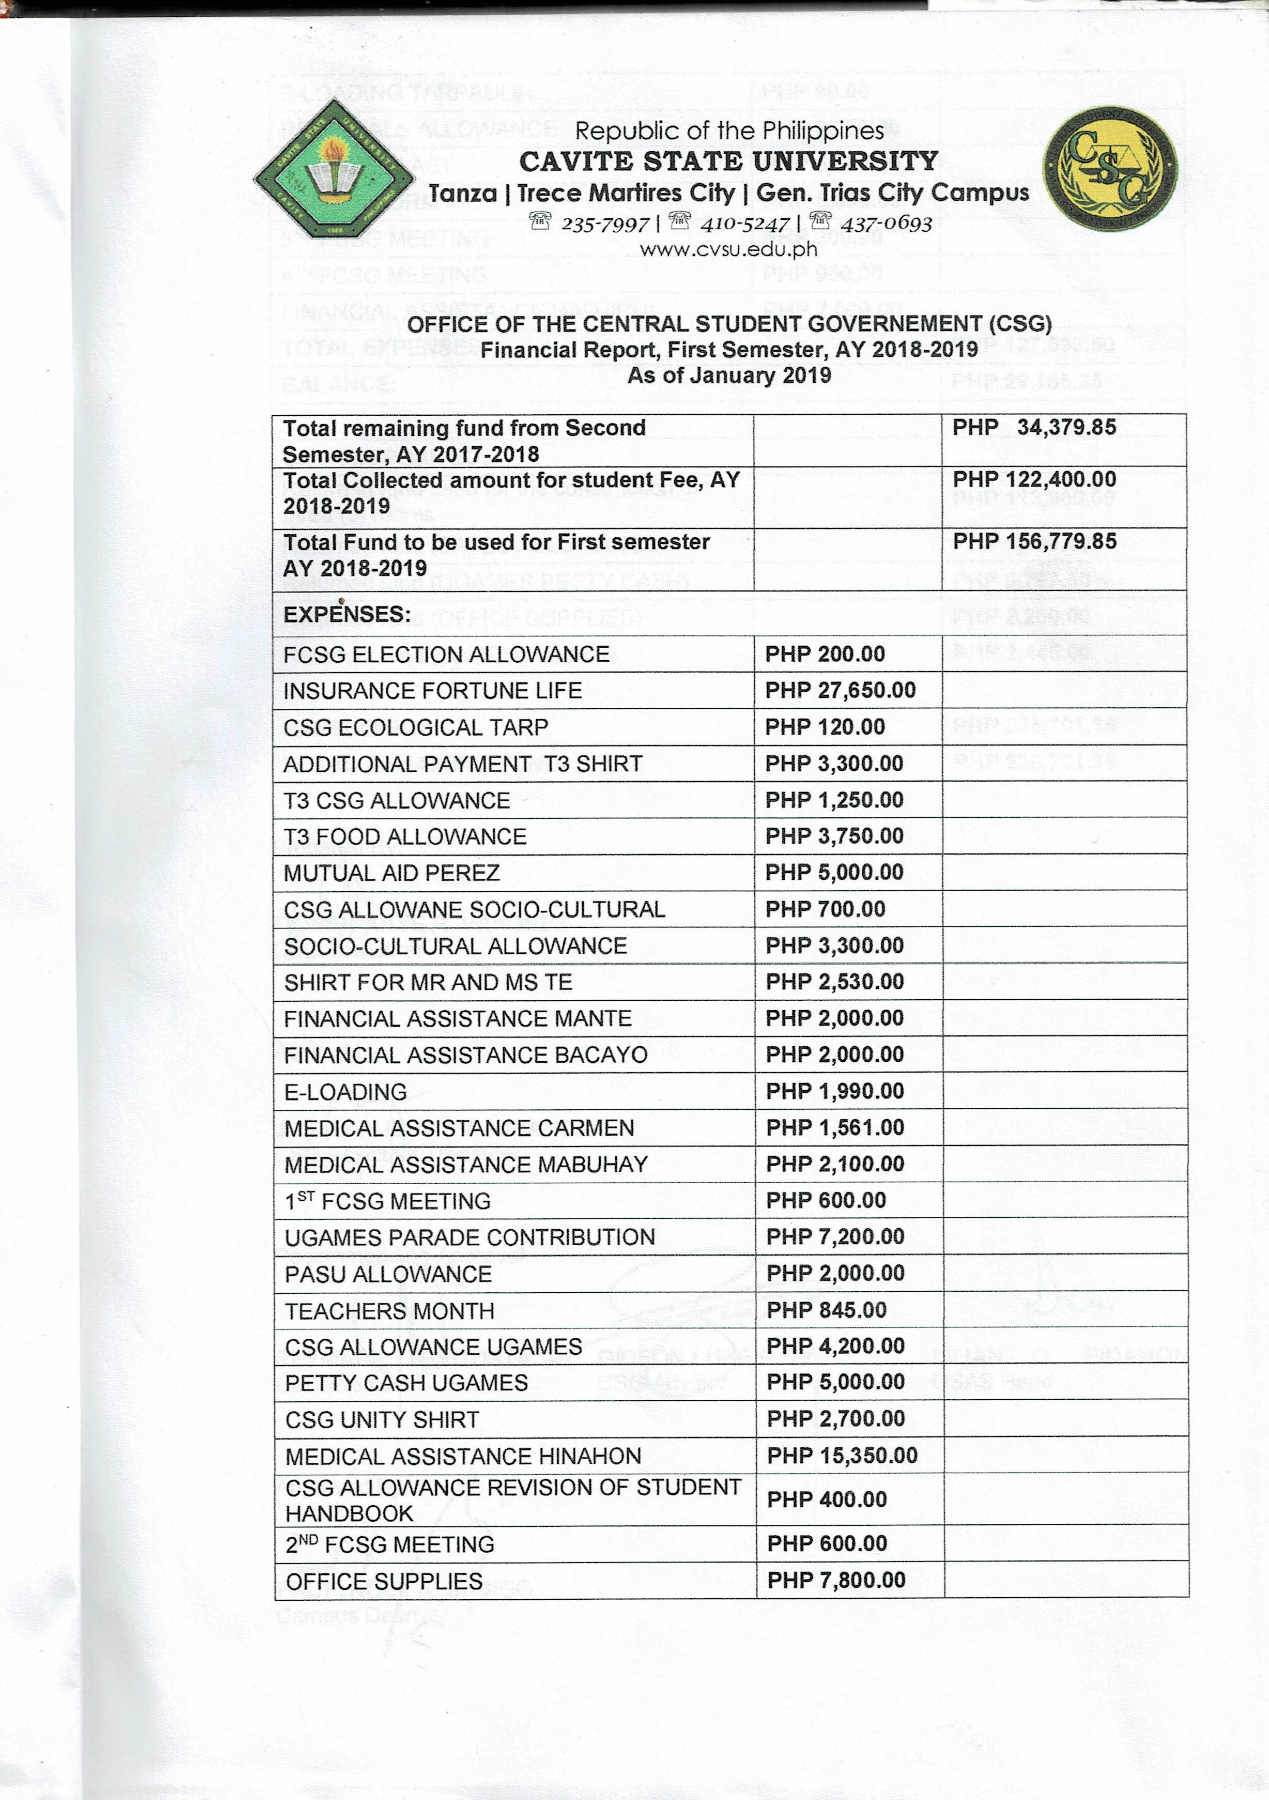 Republic of the Philippines
CAVITE STATE UNIVERSITY
Tanza | Trece Martires City | Gen. Trias City Campus
☏ 235-7997 | ☏ 410-5247 | ☏ 437-0693
www.cvsu.edu.ph
OFFICE OF THE CENTRAL STUDENT GOVERNEMENT (CSG)
Financial Report, First Semester, AY 2018-2019
As of January 2019
Total remaining fund from Second PHP 34,379.85
Semester, AY 2017-2018
Total Collected amount for student Fee, AY PHP 122,400.00
2018-2019
Total Fund to be used for First semester PHP 156,779.85
AY 2018-2019
EXPENSES:
FCSG ELECTION ALLOWANCE PHP 200.00
INSURANCE FORTUNE LIFE PHP 27,650.00
CSG ECOLOGICAL TARP PHP 120.00
ADDITIONAL PAYMENT T3 SHIRT PHP 3,300.00
T3 CSG ALLOWANCE PHP 1,250.00
T3 FOOD ALLOWANCE PHP 3,750.00
MUTUAL AID PEREZ PHP 5,000.00
CSG ALLOWANE SOCIO-CULTURAL PHP 700.00
SOCIO-CULTURAL ALLOWANCE PHP 3,300.00
SHIRT FOR MR AND MS TE PHP 2,530.00
FINANCIAL ASSISTANCE MANTE PHP 2,000.00
FINANCIAL ASSISTANCE BACAYO PHP 2,000.00
E-LOADING PHP 1,990.00
MEDICAL ASSISTANCE CARMEN PHP 1,561.00
MEDICAL ASSISTANCE MABUHAY PHP 2,100.00
1ST FCSG MEETING PHP 600.00
UGAMES PARADE CONTRIBUTION PHP 7,200.00
PASU ALLOWANCE PHP 2,000.00
TEACHERS MONTH PHP 845.00
CSG ALLOWANCE UGAMES PHP 4,200.00
PETTY CASH UGAMES PHP 5,000.00
CSG UNITY SHIRT PHP 2,700.00
MEDICAL ASSISTANCE HINAHON PHP 15,350.00
CSG ALLOWANCE REVISION OF STUDENT PHP 400.00
HANDBOOK
2ND FCSG MEETING PHP 600.00
OFFICE SUPPLIES PHP 7,800.00